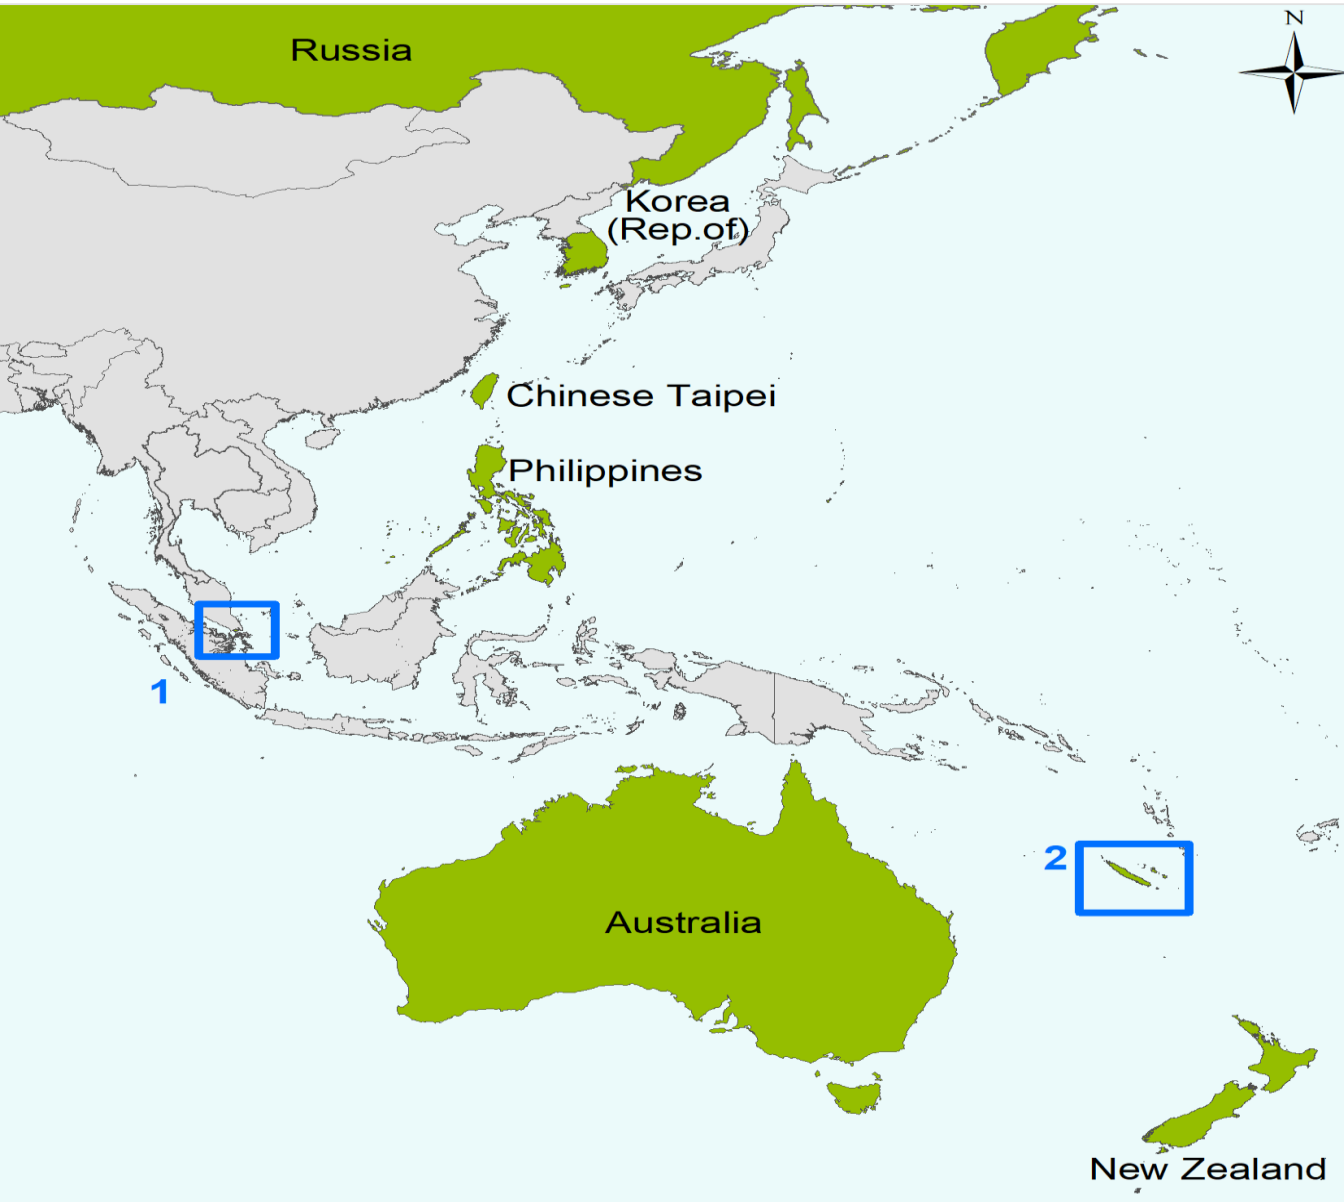 N
Russia
Korea
(Rep.of)
Chinese Taipei
Philippines
1
2
Australia
New Zealand